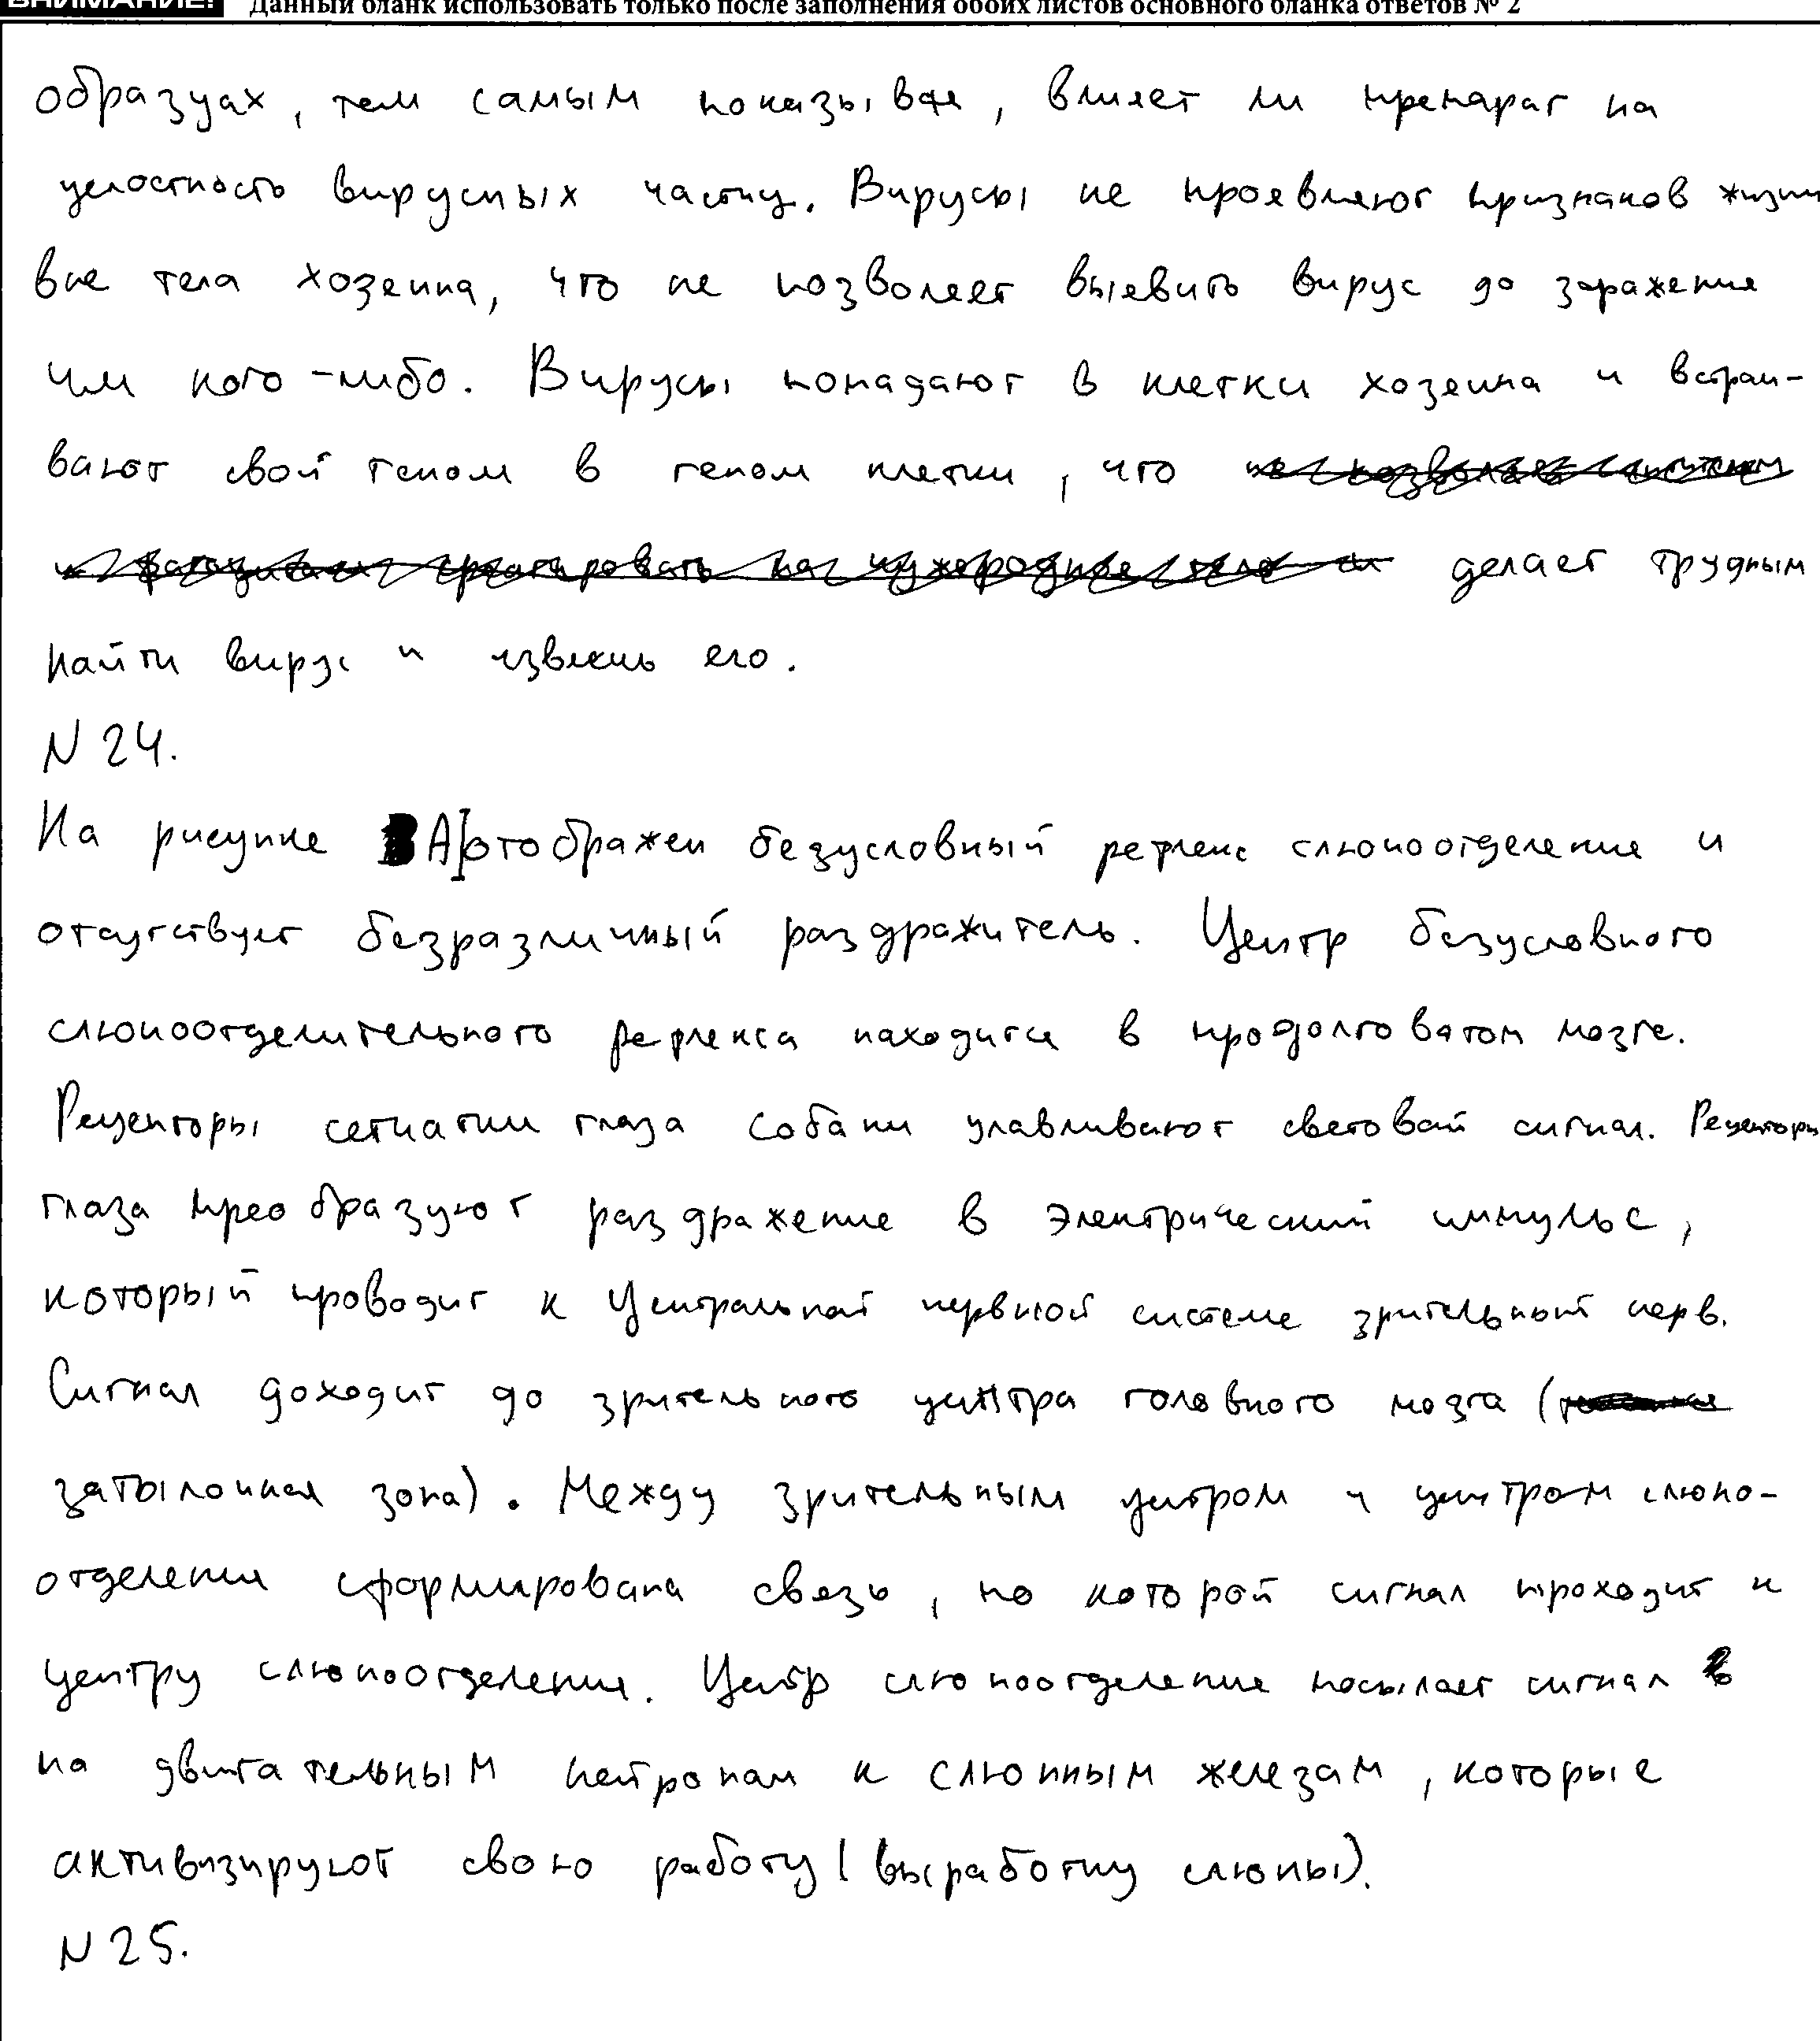 ВНИМАНИЕ! Данный бланк использовать только после заполнения обоих листов основного бланка ответов № 2
образцах, тем самым показывая, влияет ли препарат на
целостность вирусных частиц. Вирусы не проявляют признаков жизни
вне тела хозяина, что не позволяет выявить вирус до заражения
им кого-либо. Вирусы попадают в клетки хозяина и встраи-
вают свой геном в геном клетки, что
делает трудным
найти вирус и извлечь его.
N 24.
На рисунке А отображен безусловный рефлекс слюноотделения и
отсутствует безразличный раздражитель. Центр безусловного
слюноотделительного рефлекса находится в продолговатом мозге.
Рецепторы сетчатки глаза собаки улавливают световой сигнал. Рецепторы
глаза преобразуют раздражение в электрический импульс,
который проводит к центральной нервной системе зрительный нерв.
Сигнал доходит до зрительного центра головного мозга (
затылочная зона). Между зрительным центром и центром слюно-
отделения сформирована связь, по которой сигнал проходит к
центру слюноотделения. Центр слюноотделения посылает сигнал
по двигательным нейронам к слюнным железам, которые
активизируют свою работу (выработку слюны).
N 25.